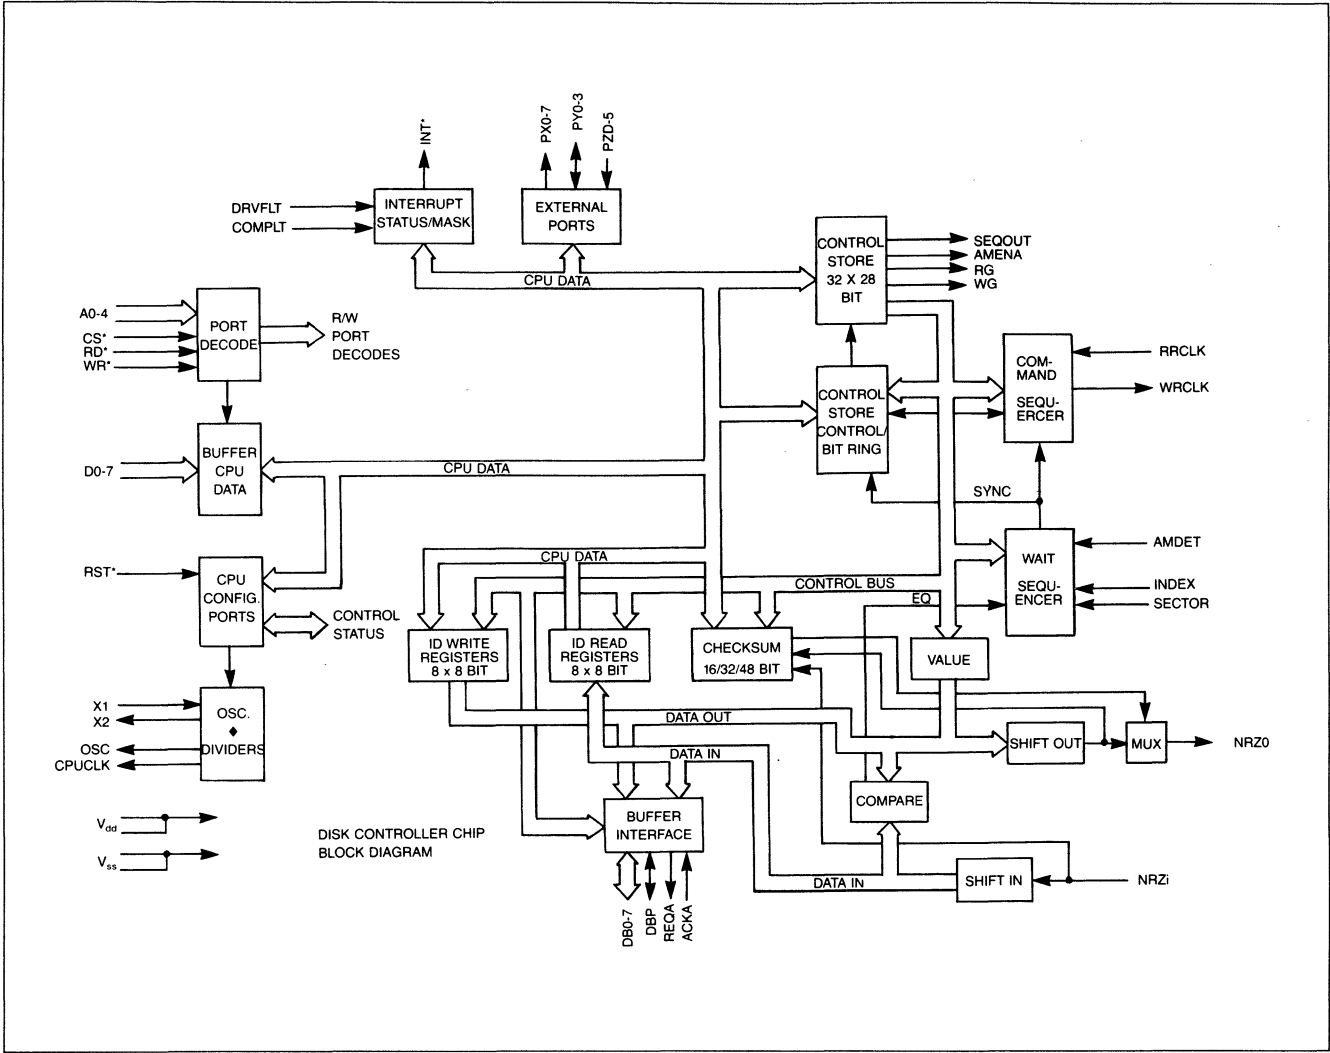 INT*
PX0-7
PY0-3
PZD-5
DRVFLT
COMPLT
INTERRUPT
STATUS/MASK
EXTERNAL
PORTS
CPU DATA
CONTROL
STORE
32 X 28
BIT
SEQOUT
AMENA
RG
WG
A0-4
CS*
RD*
WR*
PORT
DECODE
R/W
PORT
DECODES
CONTROL
STORE
CONTROL/
BIT RING
COM-
MAND
SEQU-
ERCER
RRCLK
WRCLK
D0-7
BUFFER
CPU
DATA
CPU DATA
SYNC
RST*
CPU
CONFIG.
PORTS
CONTROL
STATUS
CPU DATA
CONTROL BUS
EQ
WAIT
SEQU-
ENCER
AMDET
INDEX
SECTOR
ID WRITE
REGISTERS
8 x 8 BIT
ID READ
REGISTERS
8 x 8 BIT
CHECKSUM
16/32/48 BIT
VALUE
X1
X2
OSC
CPUCLK
OSC.
♦
DIVIDERS
DATA OUT
DATA IN
SHIFT OUT
MUX
NRZ0
COMPARE
BUFFER
INTERFACE
Vdd
Vss
DISK CONTROLLER CHIP
BLOCK DIAGRAM
DATA IN
SHIFT IN
NRZi
DB0-7
DBP
REQA
ACKA